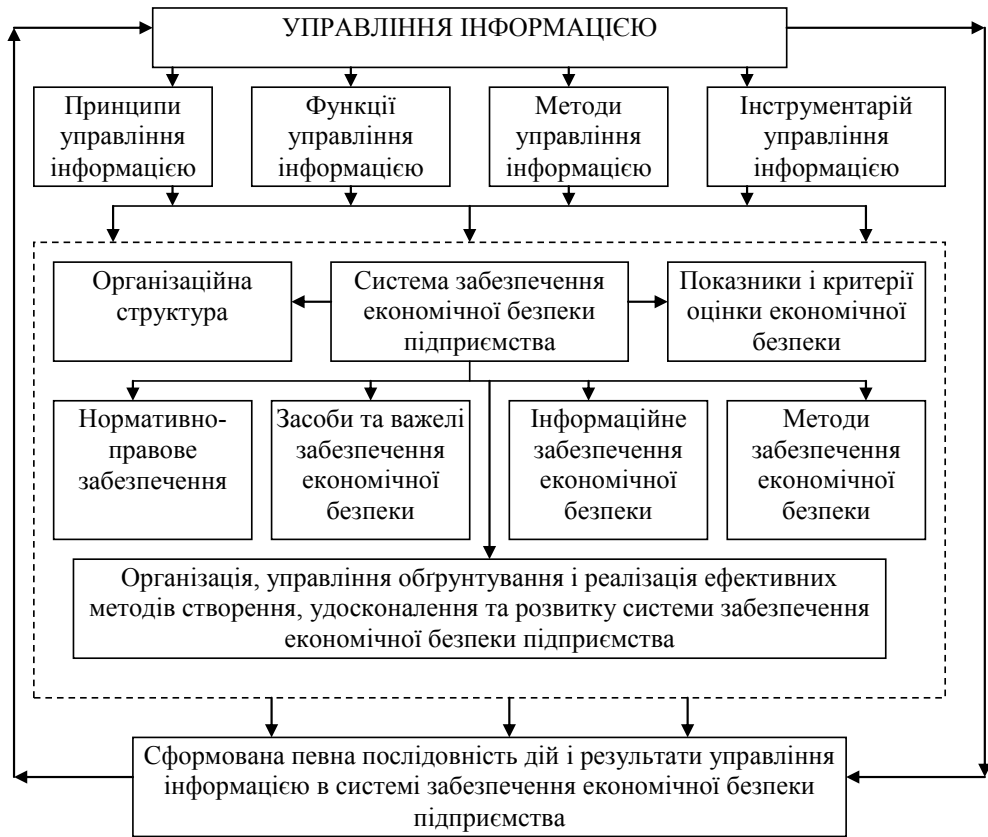 УПРАВЛІННЯ ІНФОРМАЦІЄЮ
Принципи
управління
інформацією
Функції
управління
інформацією
Методи
управління
інформацією
Інструментарій
управління
інформацією
Організаційна
структура
Система забезпечення
економічної безпеки
підприємства
Показники і критерії
оцінки економічної
безпеки
Нормативно-
правове
забезпечення
Засоби та важелі
забезпечення
економічної
безпеки
Інформаційне
забезпечення
економічної
безпеки
Методи
забезпечення
економічної
безпеки
Організація, управління обґрунтування і реалізація ефективних
методів створення, удосконалення та розвитку системи забезпечення
економічної безпеки підприємства
Сформована певна послідовність дій і результати управління
інформацією в системі забезпечення економічної безпеки
підприємства